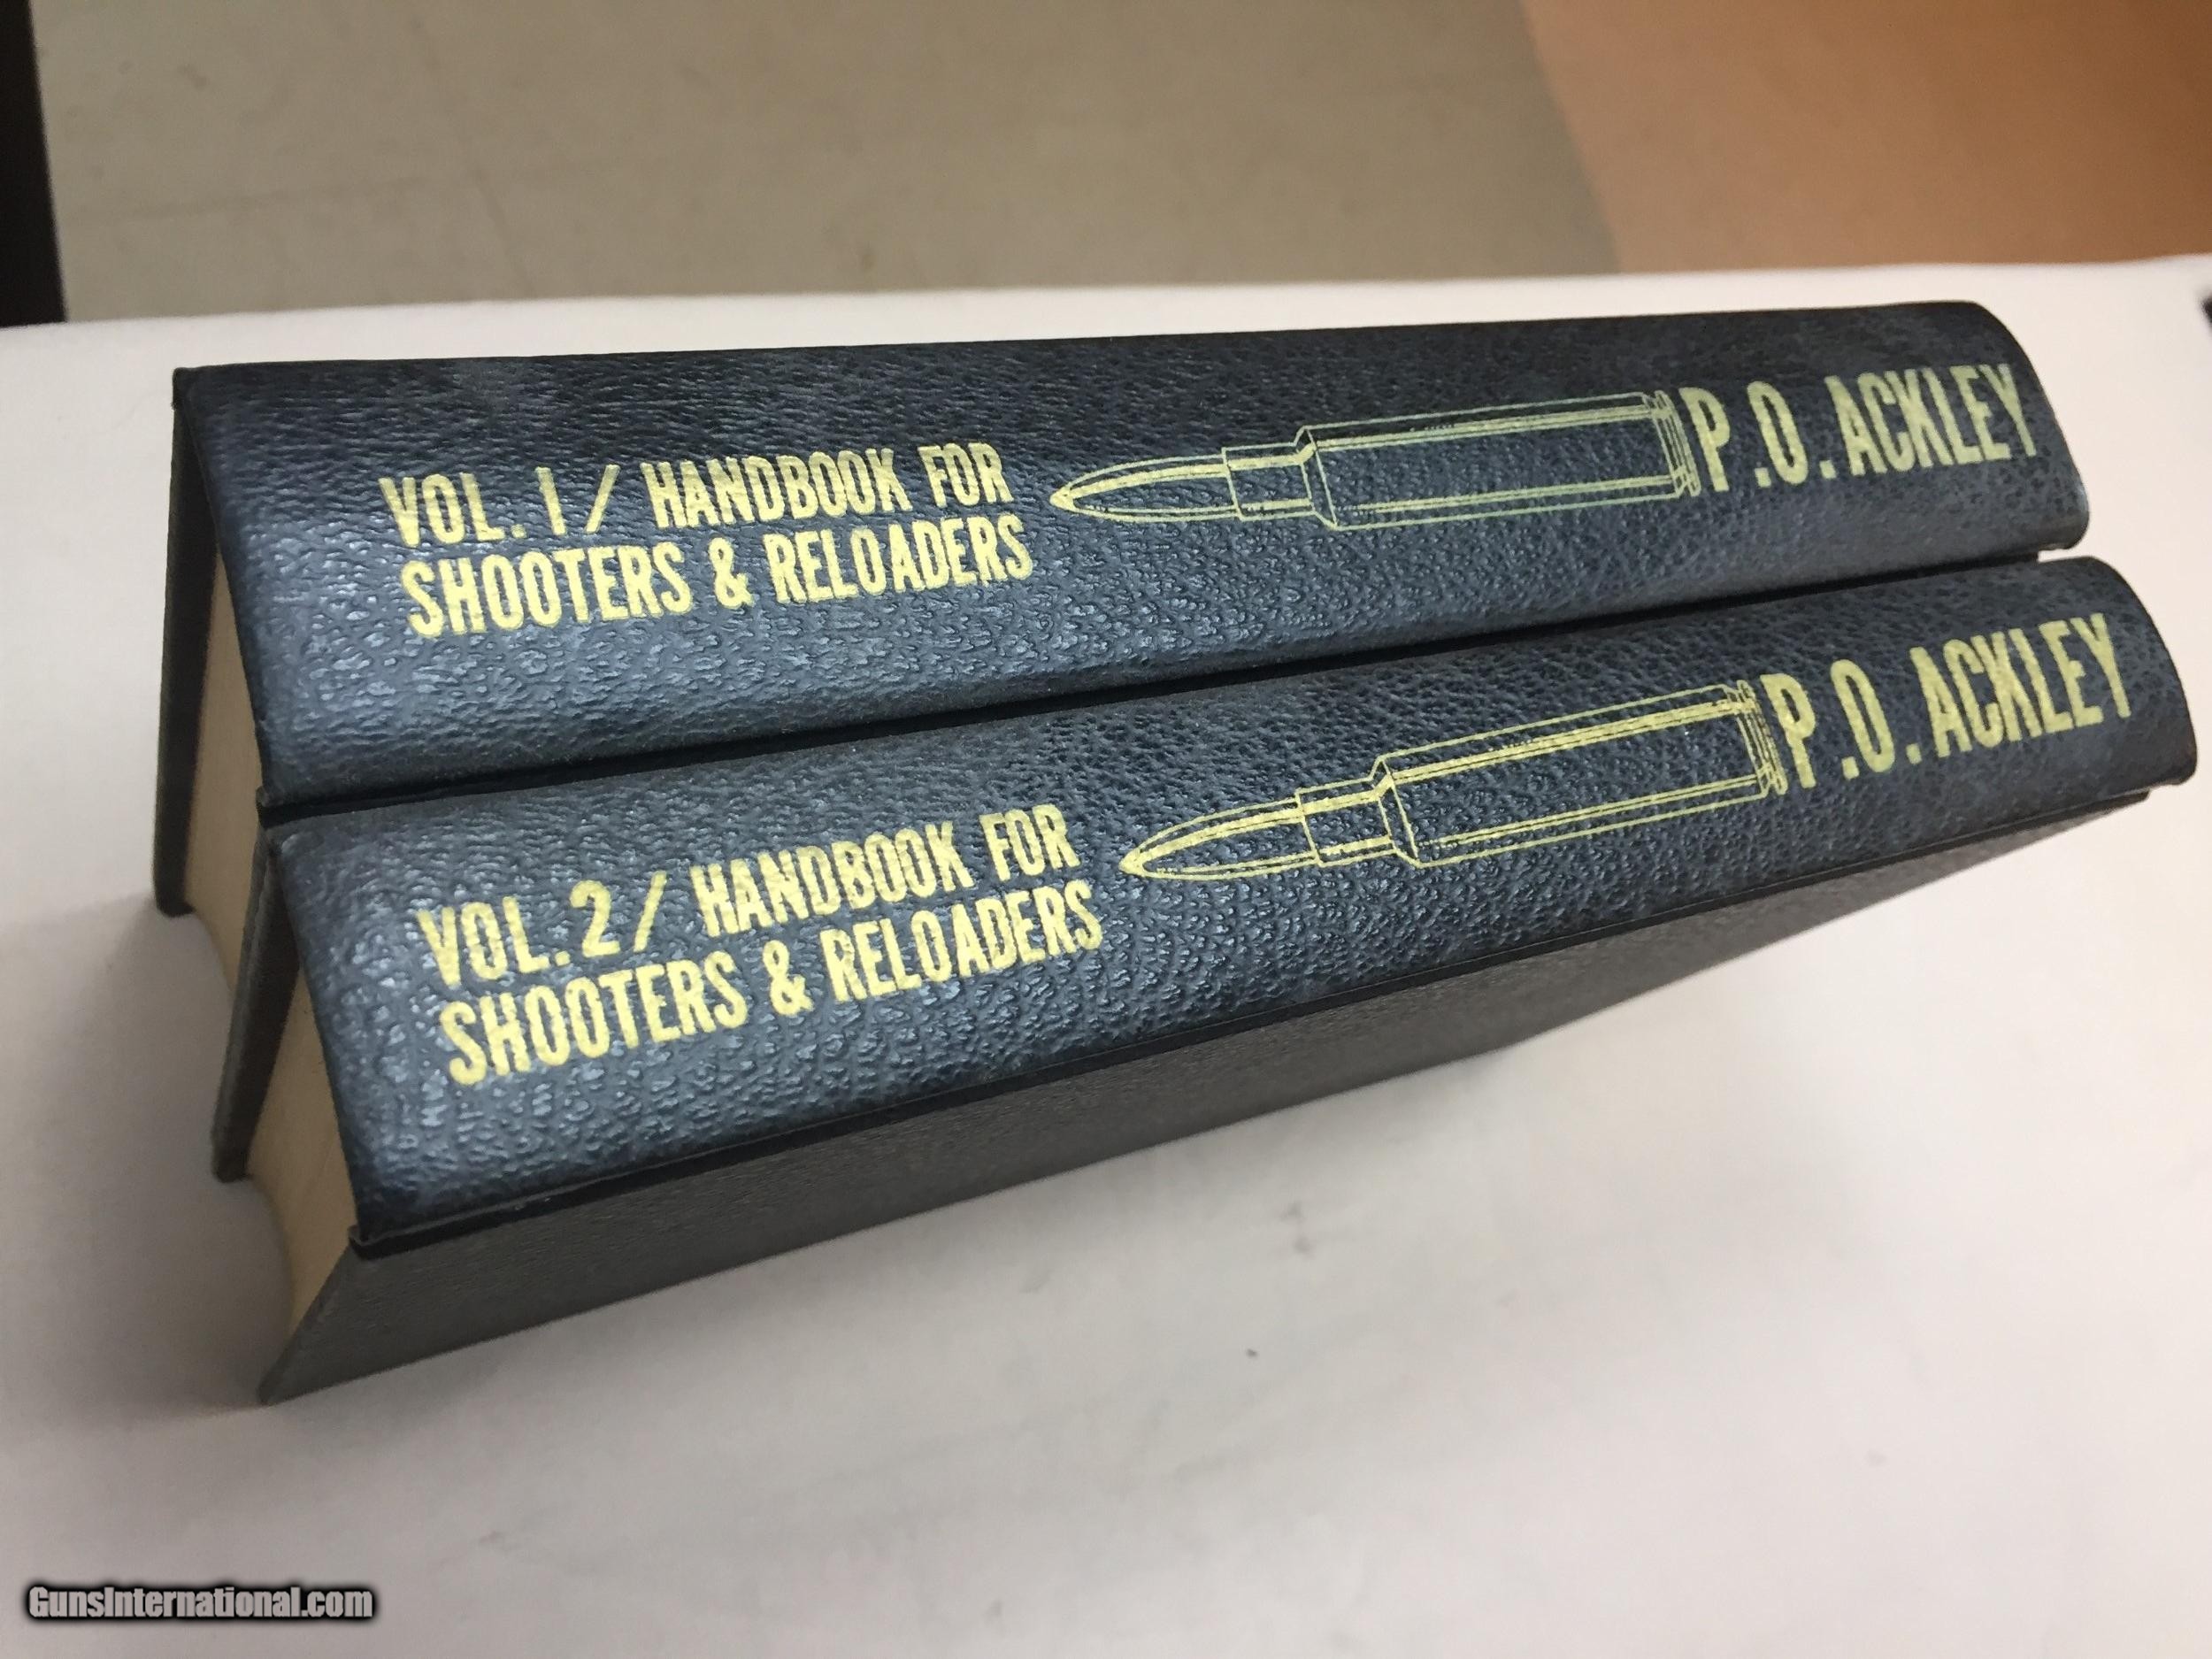 VOL. 1 / HANDBOOK FOR
SHOOTERS & RELOADERS
P.O. ACKLEY
VOL. 2 / HANDBOOK FOR
SHOOTERS & RELOADERS
P.O. ACKLEY
GunsInternational.com